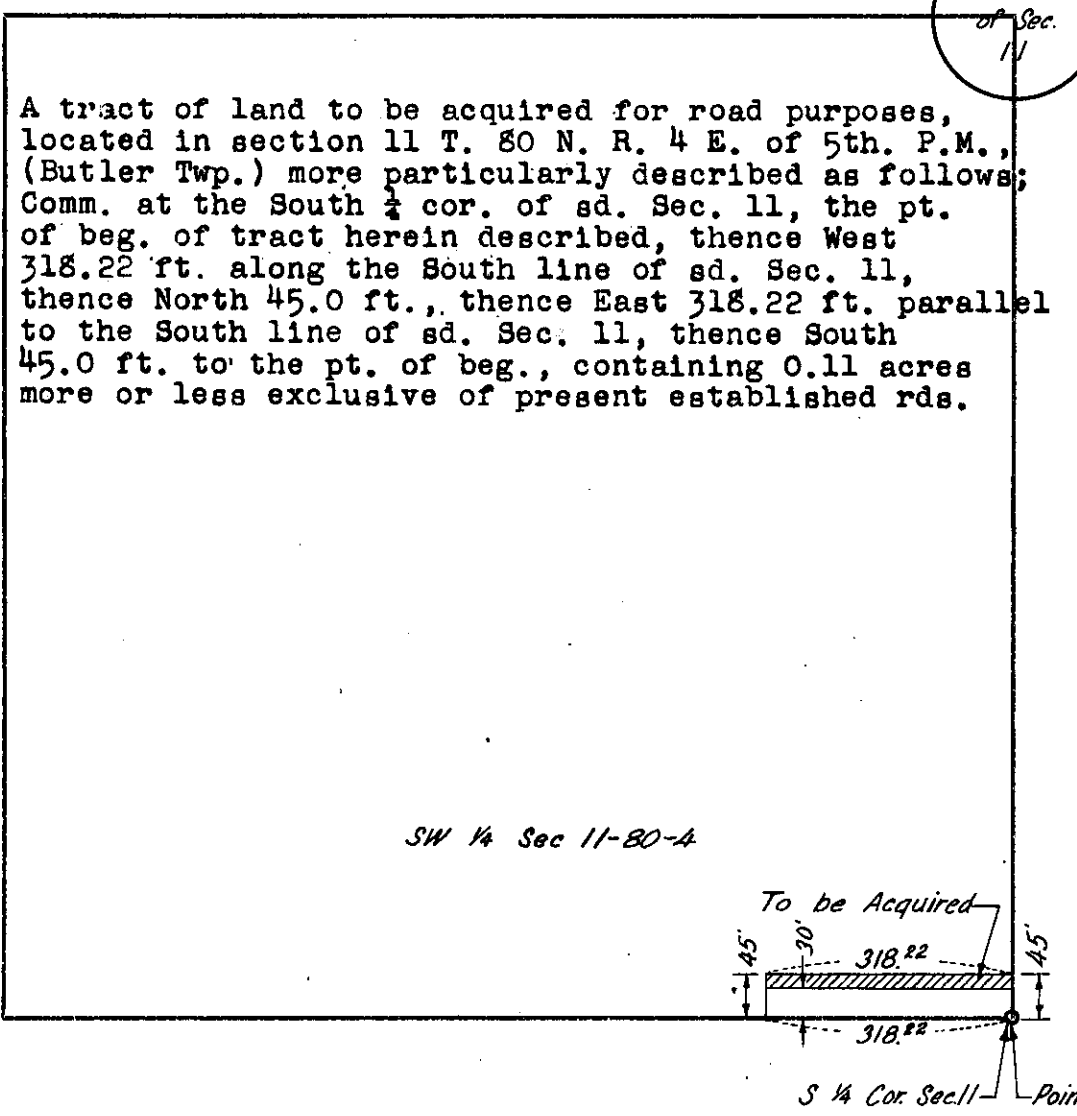 of Sec.
11
A tract of land to be acquired for road purposes,
located in section 11 T. 80 N. R. 4 E. of 5th. P.M.,
(Butler Twp.) more particularly described as follows;
Comm. at the South ¼ cor. of sd. Sec. 11, the pt.
of beg. of tract herein described, thence West
318.22 ft. along the South line of sd. Sec. 11,
thence North 45.0 ft., thence East 318.22 ft. parallel
to the South line of sd. Sec. 11, thence South
45.0 ft. to the pt. of beg., containing 0.11 acres
more or less exclusive of present established rds.
SW ¼ Sec 11-80-4
To be Acquired
45' 30' 318.22 45'
318.22
S ¼ Cor. Sec. 11 Poin